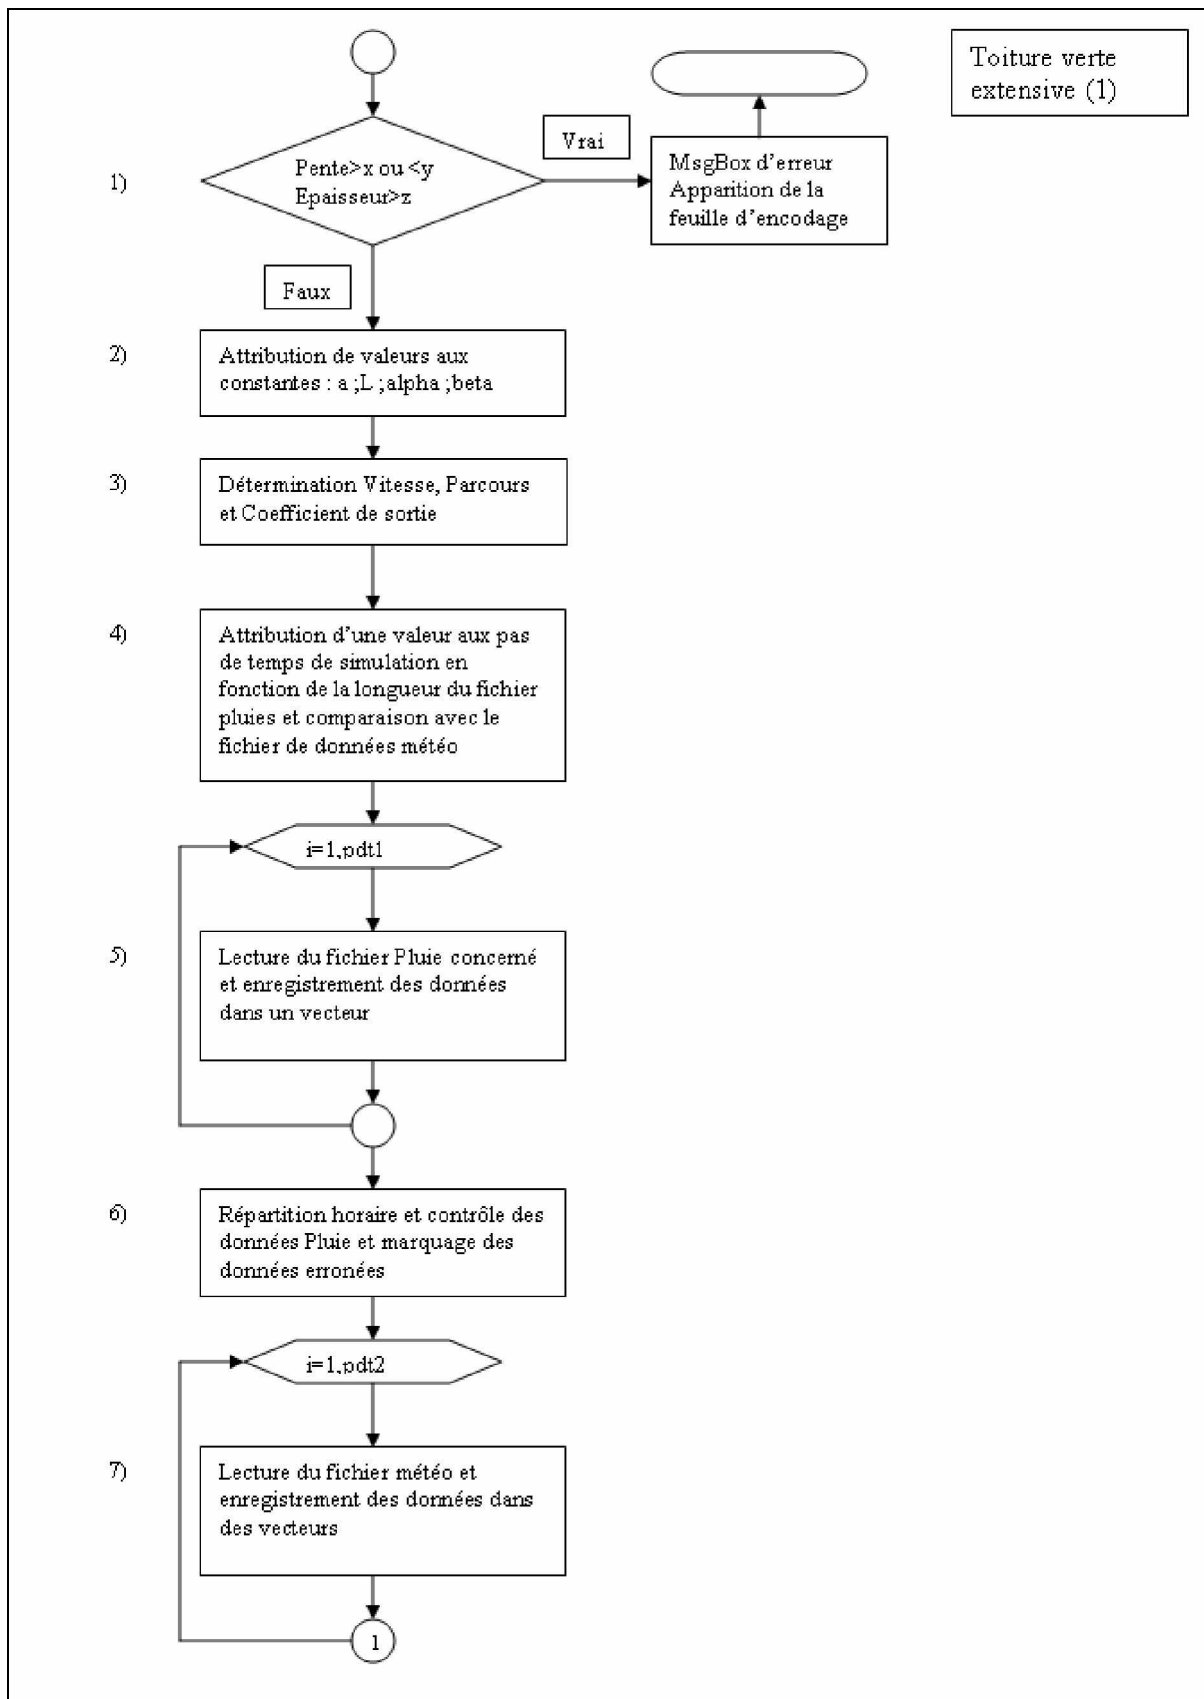 Toiture verte
extensive (1)
Vrai
1)
Pente>x ou <y
Epaisseur>z
MsgBox d'erreur
Apparition de la
feuille d'encodage
Faux
2)
Attribution de valeurs aux
constantes : a ;L ;alpha ;beta
3)
Détermination Vitesse, Parcours
et Coefficient de sortie
4)
Attribution d'une valeur aux pas
de temps de simulation en
fonction de la longueur du fichier
pluies et comparaison avec le
fichier de données météo
i=1,pdt1
5)
Lecture du fichier Pluie concerné
et enregistrement des données
dans un vecteur
6)
Répartition horaire et contrôle des
données Pluie et marquage des
données erronées
i=1,pdt2
7)
Lecture du fichier météo et
enregistrement des données dans
des vecteurs
1